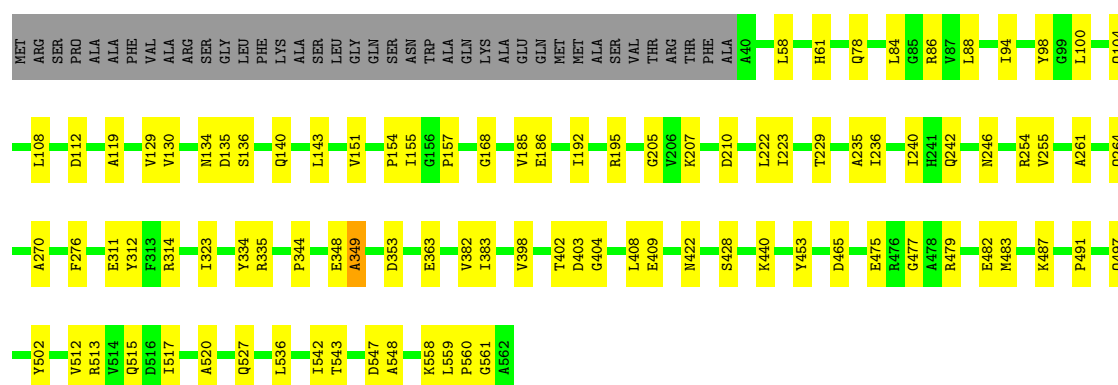 MET ARG SER PRO ALA ALA PHE VAL ALA ARG SER GLY LEU PHE LYS ALA SER LEU LEU GLY GLN SER ASN TRP ALA GLN LYS ALA GLU GLN MET MET ALA SER VAL THR ARG THR PHE ALA A40 L58 H61 Q78 L84 G85 R86 V87 L88 I94 Y98 G99 L100
L108 D112 A119 V129 V130 N134 D135 S136 Q140 L143 V151 P154 I155 G156 P157 G168 V185 E186 I192 R195 G205 V206 K207 D210 L222 I223 T229 A235 I236 I240 H241 Q242 N246 R254 V255 A261
A270 F276 E311 Y312 F313 R314 I323 Y334 R335 P344 E348 A349 D353 E363 V382 I383 V398 T402 D403 G404 L408 E409 N422 S428 K440 Y453 D465 E475 R476 G477 A478 R479 E482 M483 K487 P491
Y502 V512 R513 V514 Q515 D516 I517 A520 Q527 L536 I542 T543 D547 A548 K558 L559 P560 G561 A562